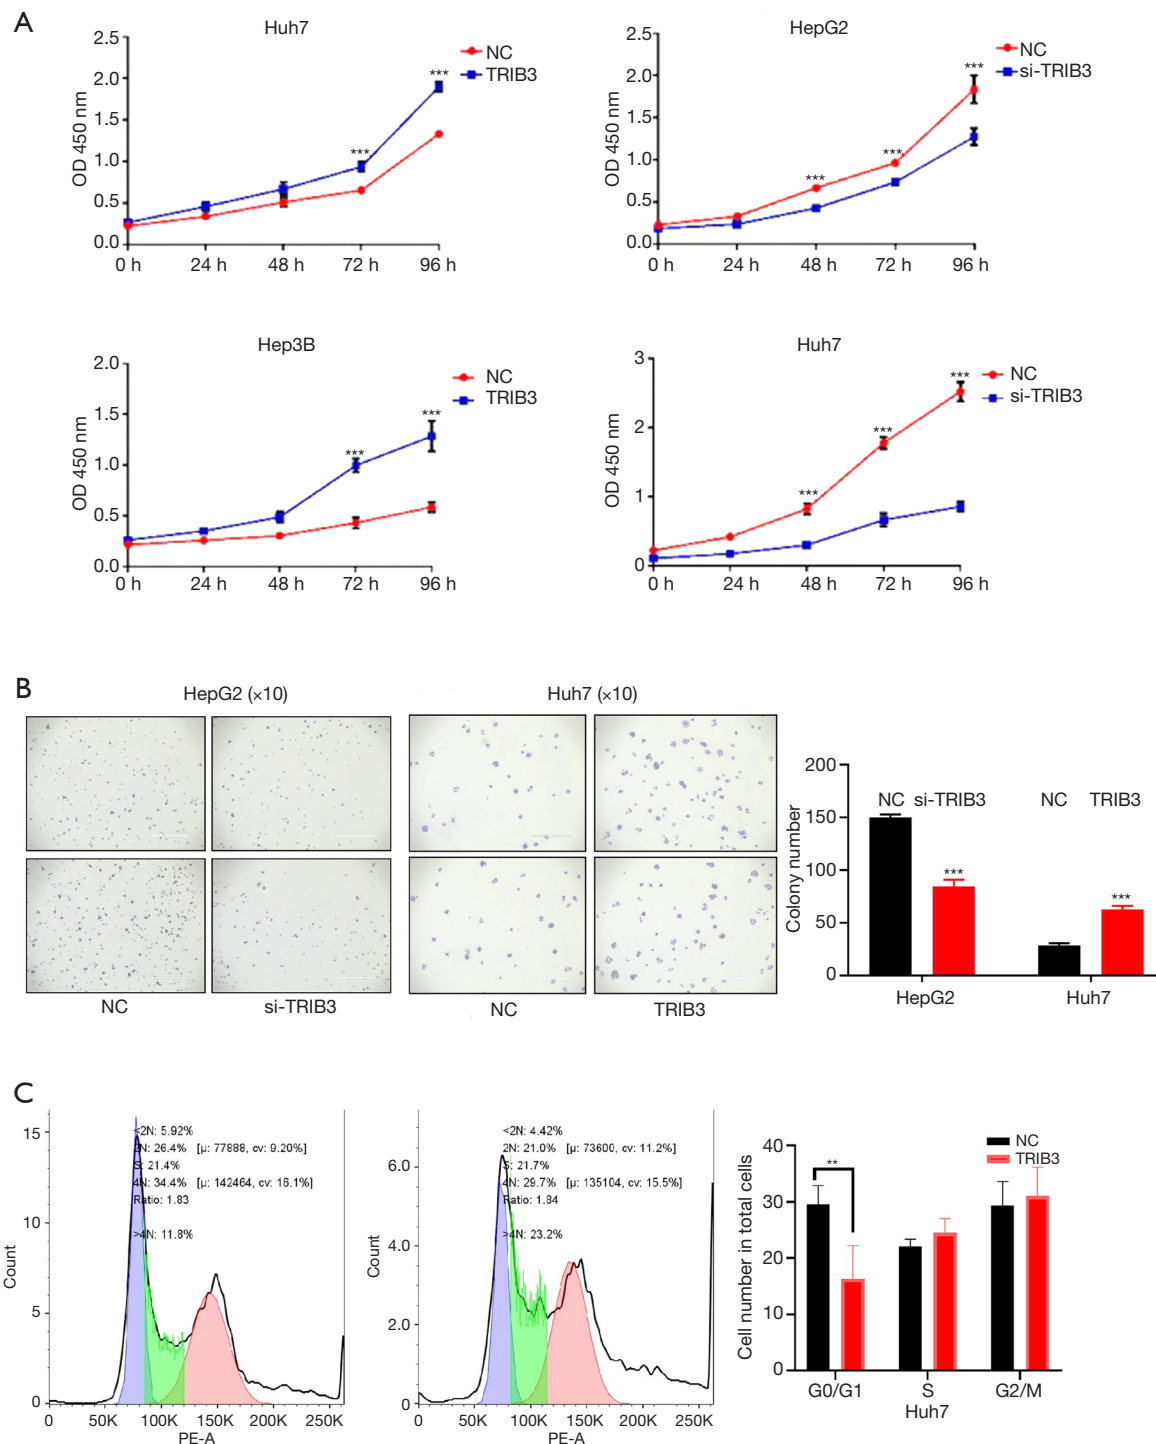 A
Huh7
NC
TRIB3
OD 450 nm
2.5
2.0
1.5
1.0
0.5
0.0
***
***
0 h 24 h 48 h 72 h 96 h
HepG2
NC
si-TRIB3
OD 450 nm
2.5
2.0
1.5
1.0
0.5
0.0
***
***
***
0 h 24 h 48 h 72 h 96 h
Hep3B
NC
TRIB3
OD 450 nm
2.0
1.5
1.0
0.5
0.0
***
***
0 h 24 h 48 h 72 h 96 h
Huh7
NC
si-TRIB3
OD 450 nm
3
2
1
0
***
***
***
0 h 24 h 48 h 72 h 96 h
B
HepG2 (×10)
Huh7 (×10)
NC
si-TRIB3
NC
TRIB3
Colony number
200
150
100
50
0
NC si-TRIB3 NC TRIB3
***
***
HepG2 Huh7
C
Count
15
10
5
0
<2N: 5.92%
2N: 26.4% [μ: 77888, cv: 9.20%]
S: 21.4%
4N: 34.4% [μ: 142464, cv: 16.1%]
Ratio: 1.83
>4N: 11.8%
0 50K 100K 150K 200K 250K
PE-A
Count
6.0
4.0
2.0
0
<2N: 4.42%
2N: 21.0% [μ: 73600, cv: 11.2%]
S: 21.7%
4N: 29.7% [μ: 135104, cv: 15.5%]
Ratio: 1.84
>4N: 23.2%
0 50K 100K 150K 200K 250K
PE-A
Cell number in total cells
40
30
20
10
0
**
NC
TRIB3
G0/G1 S G2/M
Huh7